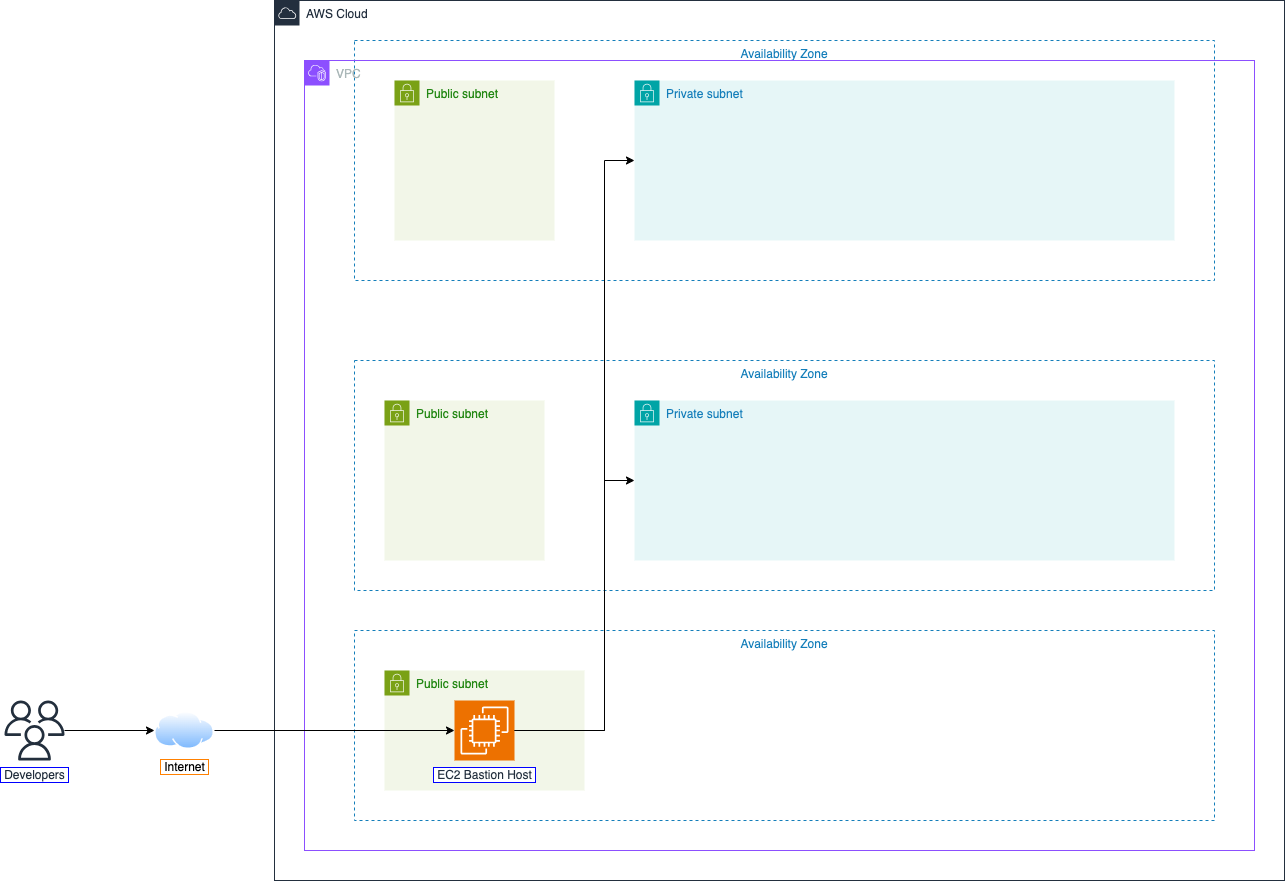 AWS Cloud
Availability Zone
VPC
Public subnet
Private subnet
Availability Zone
Public subnet
Private subnet
Availability Zone
Public subnet
Developers
Internet
EC2 Bastion Host